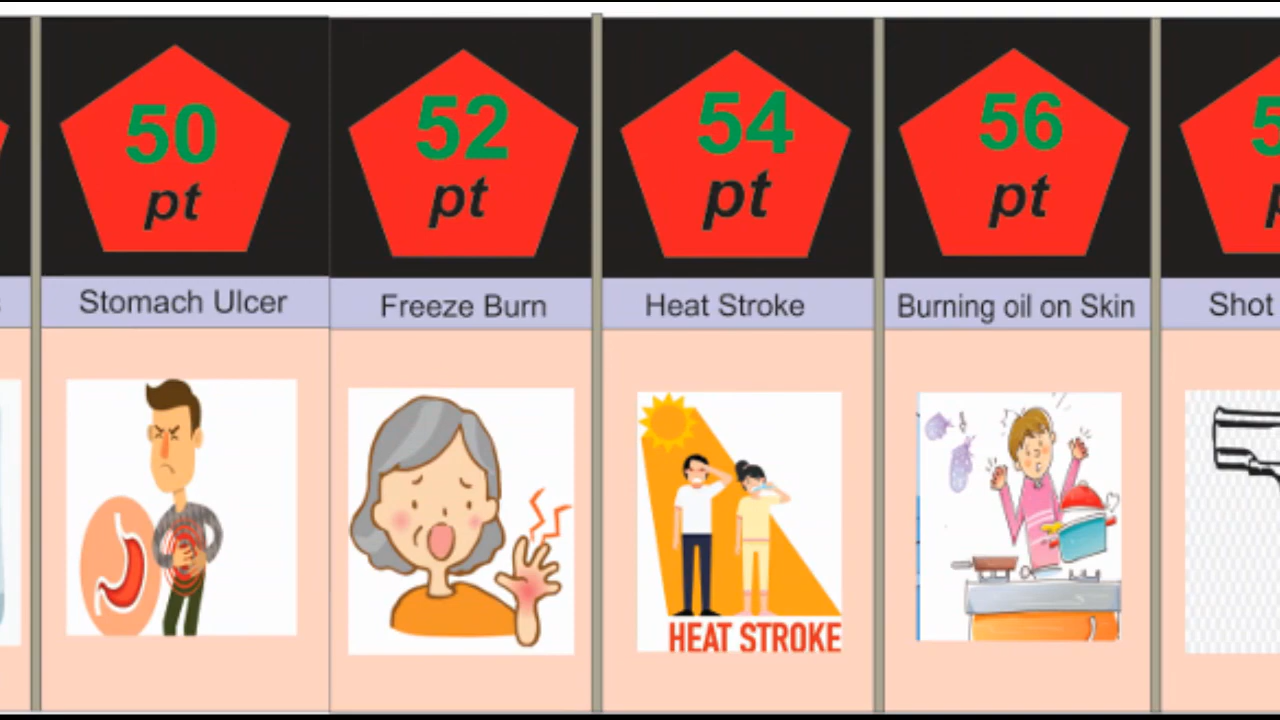 50
pt
Stomach Ulcer
52
pt
Freeze Burn
54
pt
Heat Stroke
HEAT STROKE
56
pt
Burning oil on Skin
5
Shot